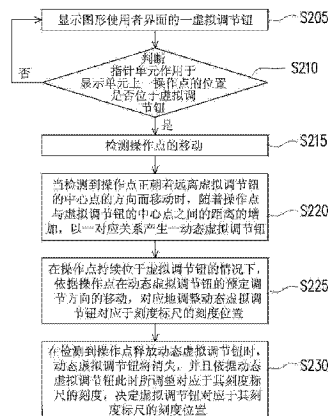 显示图形使用者界面的一虚拟调节钮
S205
判断
指针单元作用于
显示单元上一操作点的位置
是否位于虚拟调
节钮
S210
否
是
检测操作点的移动
S215
当检测到操作点正朝着远离虚拟调节钮
的中心点的方向而移动时，随着操作点
与虚拟调节钮的中心点之间的距离的增
加，以一对应关系产生一动态虚拟调节钮
S220
在操作点持续位于虚拟调节钮的情况下，
依据操作点在动态虚拟调节钮的预定调
节方向的移动，对应地调整动态虚拟调
节钮对应于刻度标尺的刻度位置
S225
在检测到操作点释放动态虚拟调节钮时，
动态虚拟调节钮将消失，并且依据动态
虚拟调节钮此时所调整对应于其刻度标
尺的刻度，决定虚拟调节钮对应于其刻
度标尺的刻度位置
S230